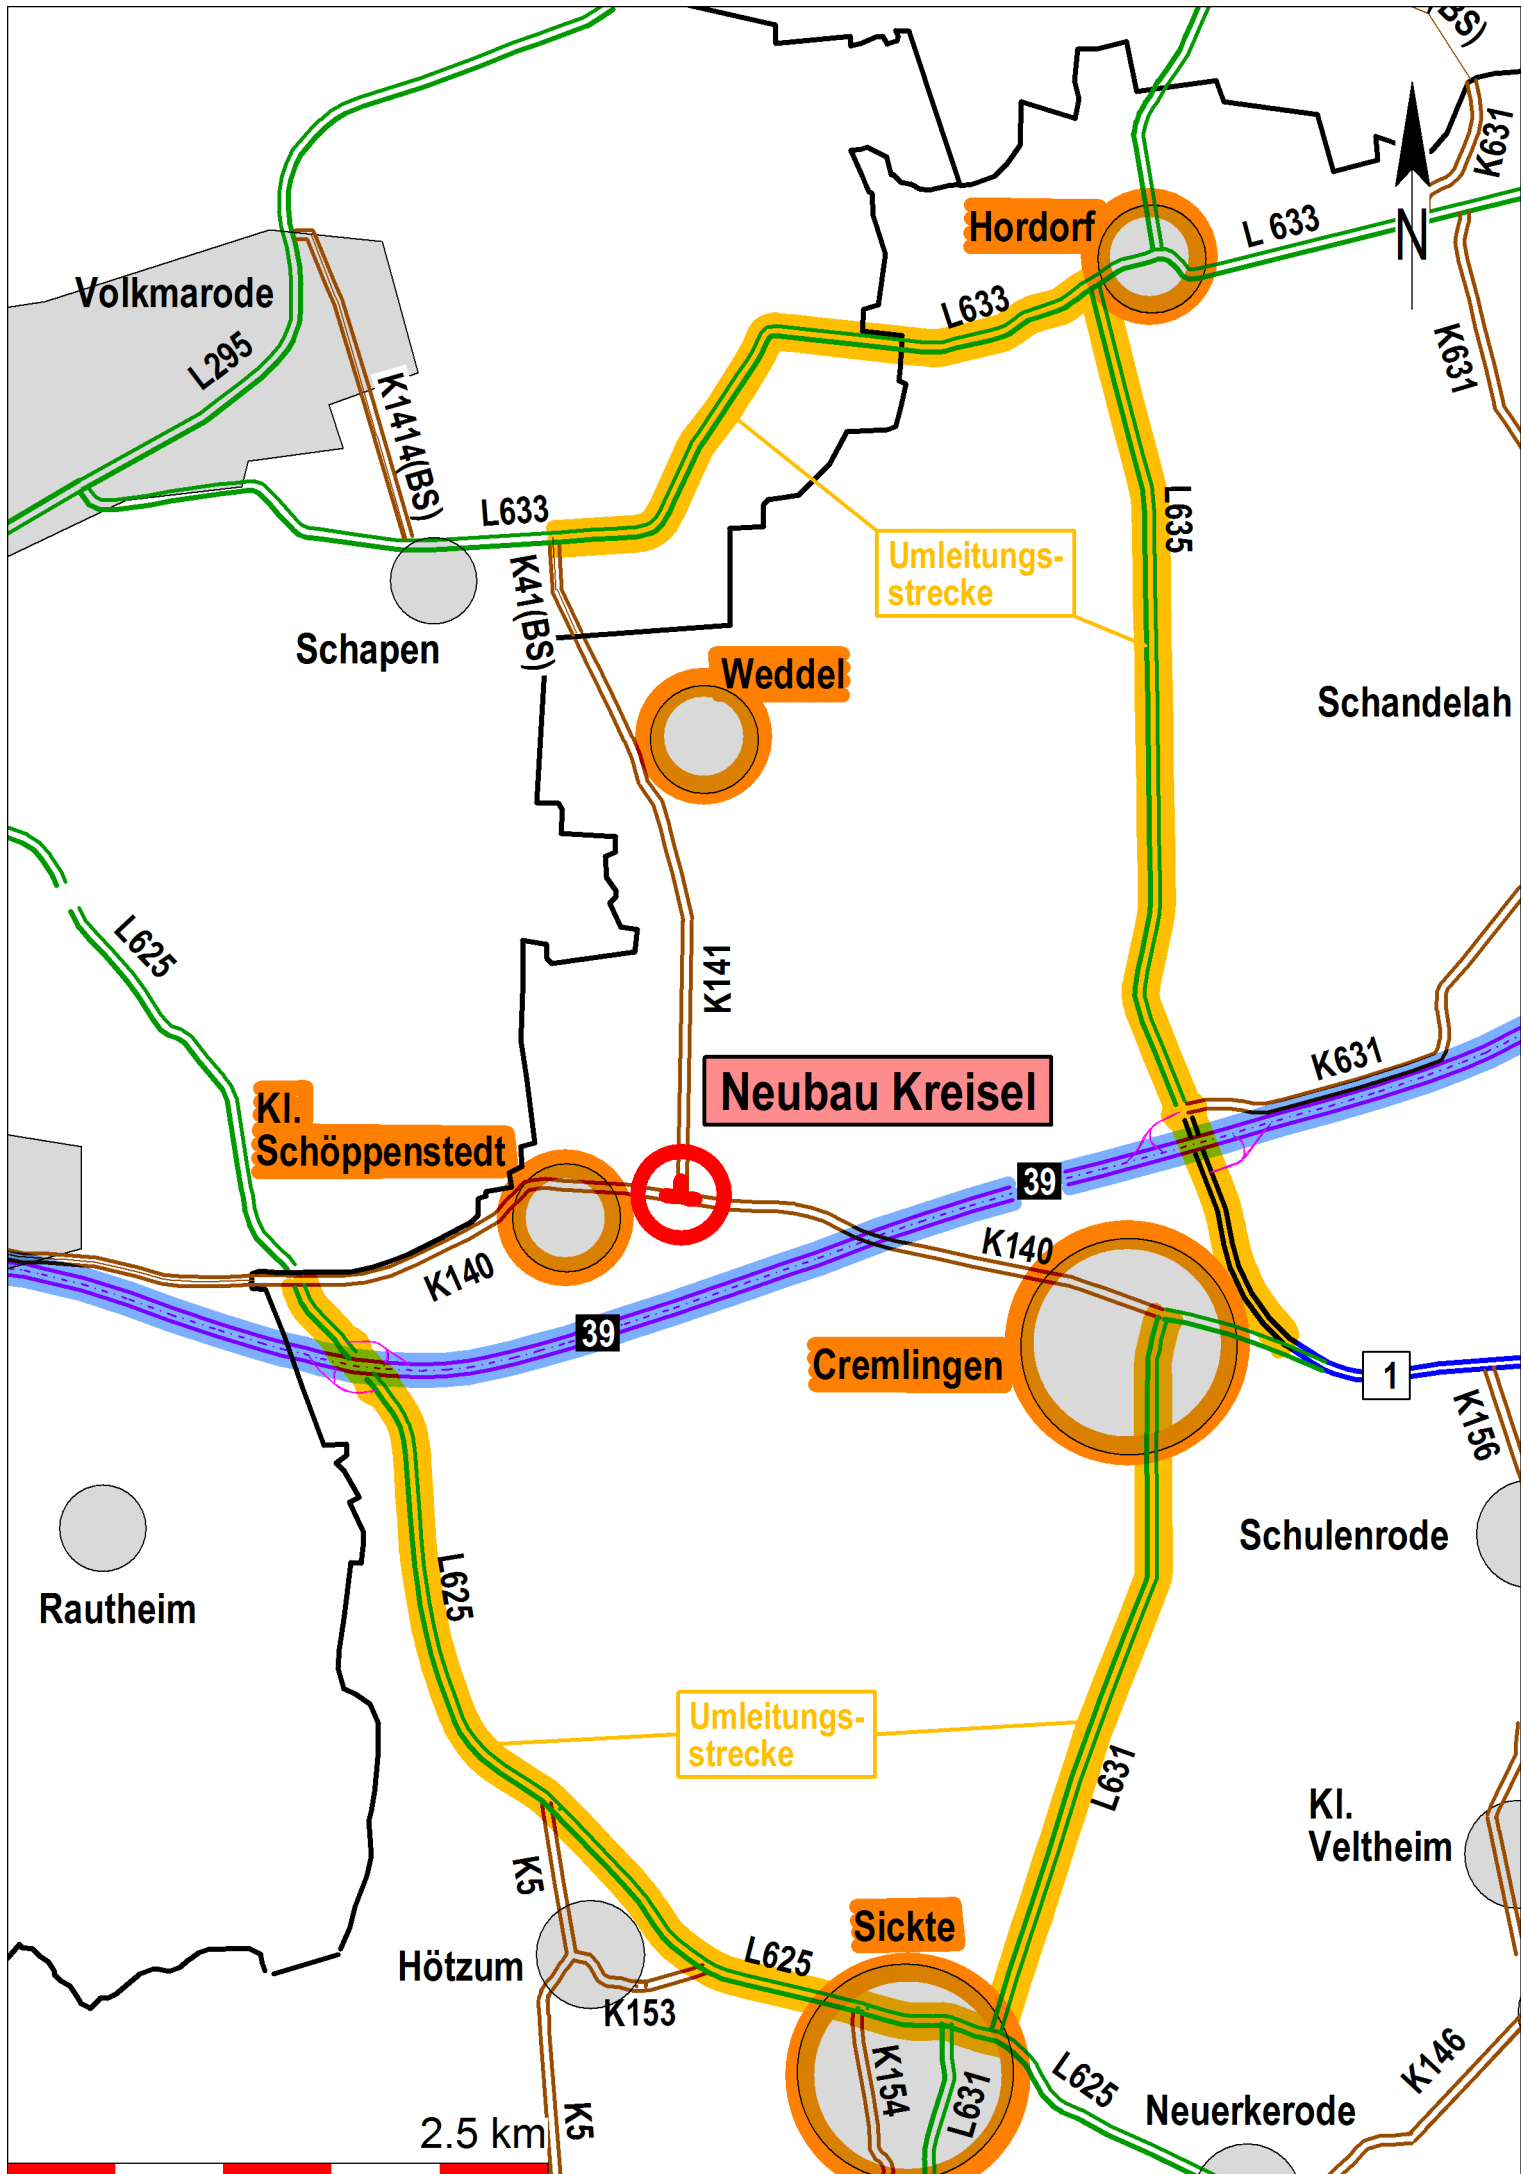 (BS)
K631
Hordorf
L 633
N
Volkmarode
L633
L295
K631
K1414(BS)
L633
L635
Umleitungs-
strecke
K41(BS)
Schapen
Weddel
Schandelah
L625
K141
K631
Neubau Kreisel
Kl.
Schöppenstedt
39
K140
K140
39
Cremlingen
1
K156
Schulenrode
L625
Rautheim
Umleitungs-
strecke
L631
Kl.
Veltheim
K5
Sickte
L625
Hötzum
K153
K154
L631
L625
K146
Neuerkerode
K5
2.5 km